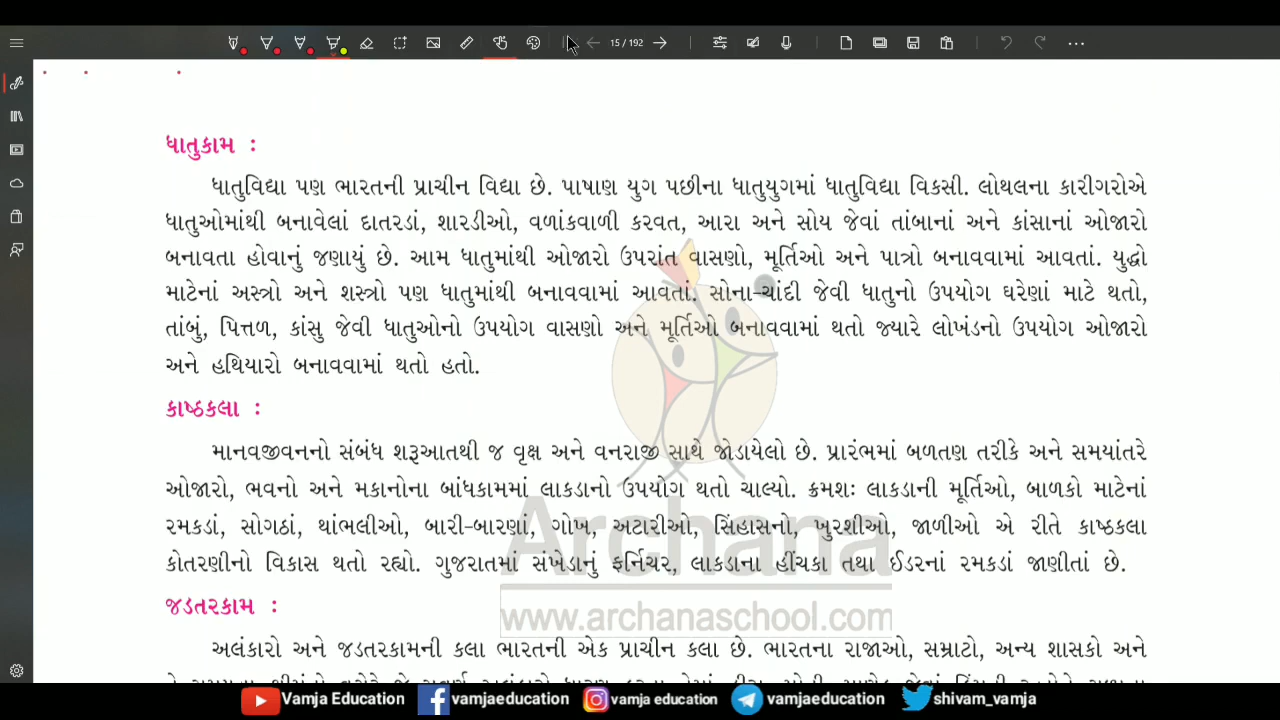 15 / 192
ધાતુકામ :
ધાતુવિદ્યા પણ ભારતની પ્રાચીન વિદ્યા છે. પાષાણ યુગ પછીના ધાતુયુગમાં ધાતુવિદ્યા વિકસી. લોથલના કારીગરોએ
ધાતુઓમાંથી બનાવેલાં દાતરડાં, શારડીઓ, વળાંકવાળી કરવત, આરા અને સોય જેવાં તાંબાનાં અને કાંસાનાં ઓજારો
બનાવતા હોવાનું જણાયું છે. આમ ધાતુમાંથી ઓજારો ઉપરાંત વાસણો, મૂર્તિઓ અને પાત્રો બનાવવામાં આવતાં. યુદ્ધો
માટેનાં અસ્ત્રો અને શસ્ત્રો પણ ધાતુમાંથી બનાવવામાં આવતાં. સોના-ચાંદી જેવી ધાતુનો ઉપયોગ ઘરેણાં માટે થતો,
તાંબું, પિત્તળ, કાંસુ જેવી ધાતુઓનો ઉપયોગ વાસણો અને મૂર્તિઓ બનાવવામાં થતો જ્યારે લોખંડનો ઉપયોગ ઓજારો
અને હથિયારો બનાવવામાં થતો હતો.
કાષ્ઠકલા :
માનવજીવનનો સંબંધ શરૂઆતથી જ વૃક્ષ અને વનરાજી સાથે જોડાયેલો છે. પ્રારંભમાં બળતણ તરીકે અને સમયાંતરે
ઓજારો, ભવનો અને મકાનોના બાંધકામમાં લાકડાનો ઉપયોગ થતો ચાલ્યો. ક્રમશઃ લાકડાની મૂર્તિઓ, બાળકો માટેનાં
રમકડાં, સોગઠાં, થાંભલીઓ, બારી-બારણાં, ગોખ, અટારીઓ, સિંહાસનો, ખુરશીઓ, જાળીઓ એ રીતે કાષ્ઠકલા
કોતરણીનો વિકાસ થતો રહ્યો. ગુજરાતમાં સંખેડાનું ફર્નિચર, લાકડાના હીંચકા તથા ઈડરનાં રમકડાં જાણીતાં છે.
Archana
www.archanaschool.com
જડતરકામ :
અલંકારો અને જડતરકામની કલા ભારતની એક પ્રાચીન કલા છે. ભારતના રાજાઓ, સમ્રાટો, અન્ય શાસકો અને
Vamja Education vamjaeducation vamja education vamjaeducation shivam_vamja